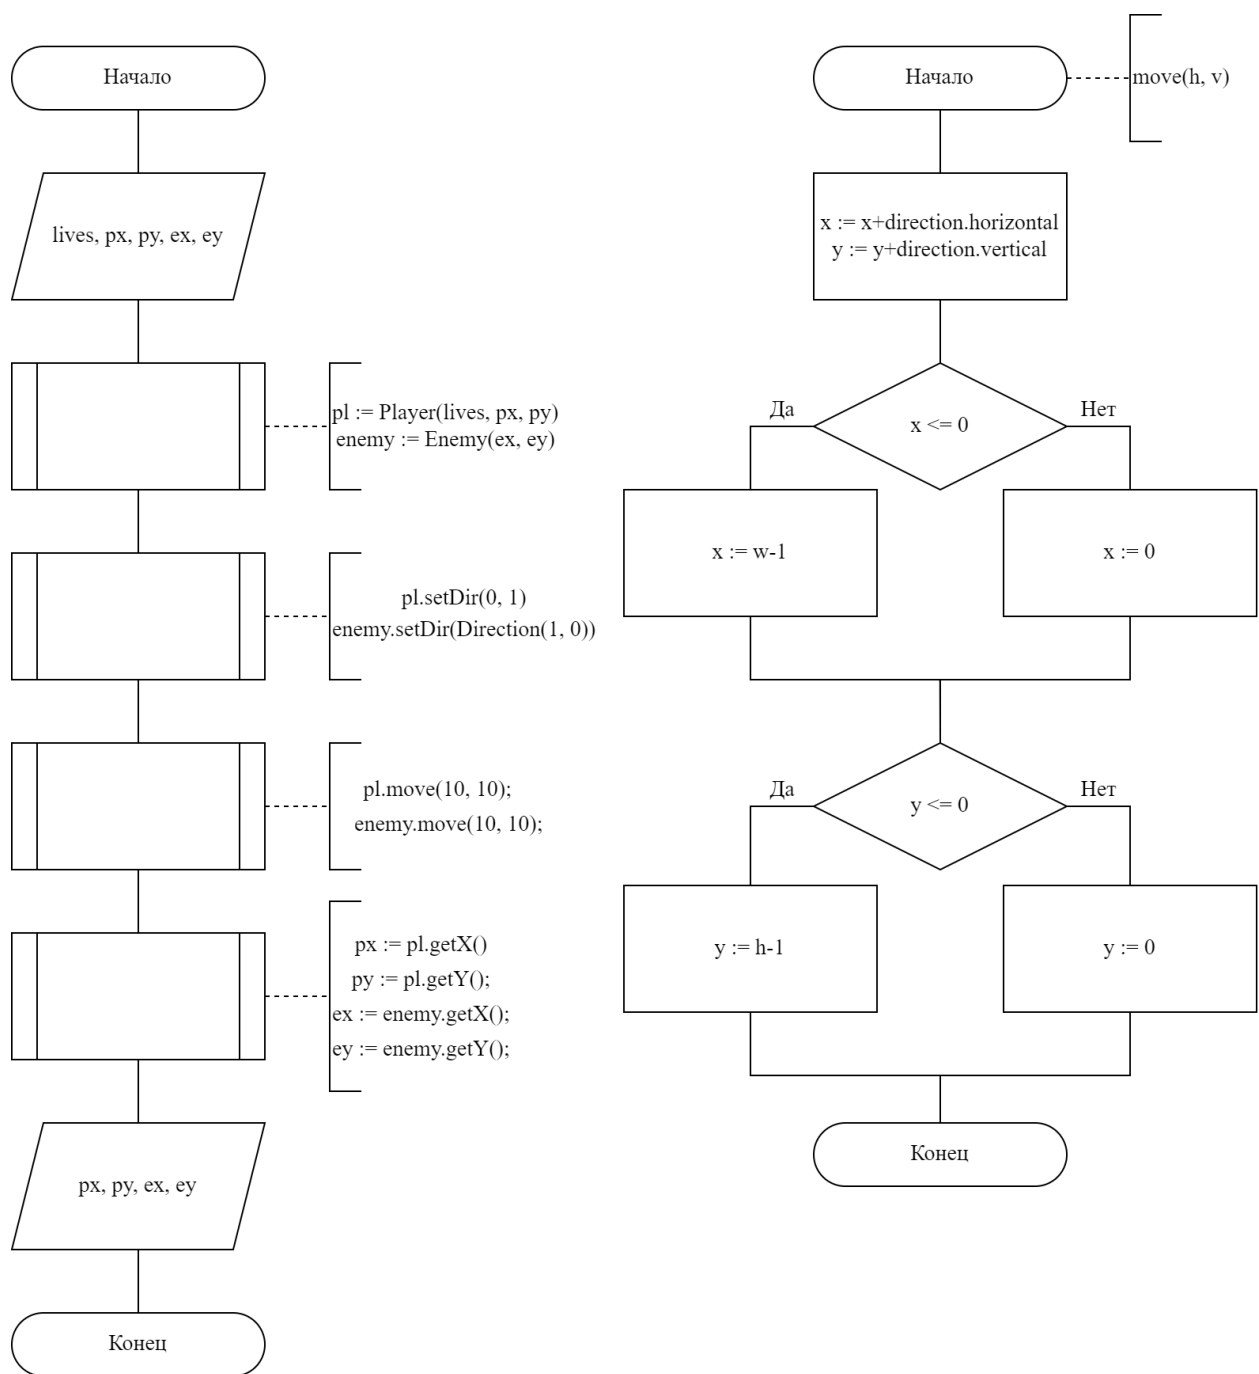 Начало
lives, px, py, ex, ey
pl := Player(lives, px, py)
enemy := Enemy(ex, ey)
pl.setDir(0, 1)
enemy.setDir(Direction(1, 0))
pl.move(10, 10);
enemy.move(10, 10);
px := pl.getX()
py := pl.getY();
ex := enemy.getX();
ey := enemy.getY();
px, py, ex, ey
Конец
Начало
move(h, v)
x := x+direction.horizontal
y := y+direction.vertical
Да
x <= 0
Нет
x := w-1
x := 0
Да
y <= 0
Нет
y := h-1
y := 0
Конец